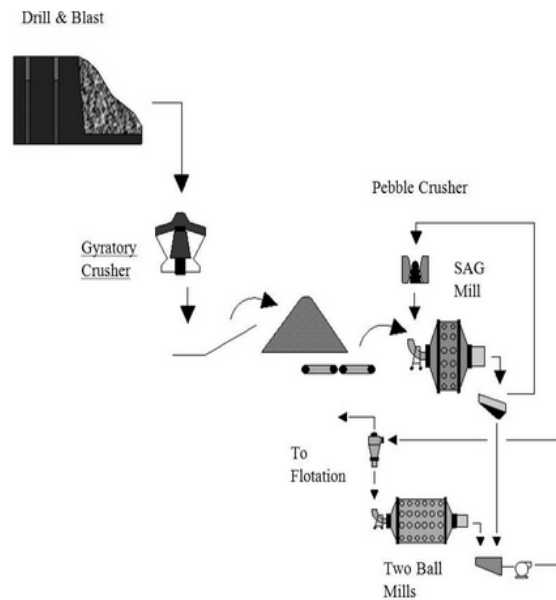 Drill & Blast
Pebble Crusher
Gyratory
Crusher
SAG
Mill
To
Flotation
Two Ball
Mills